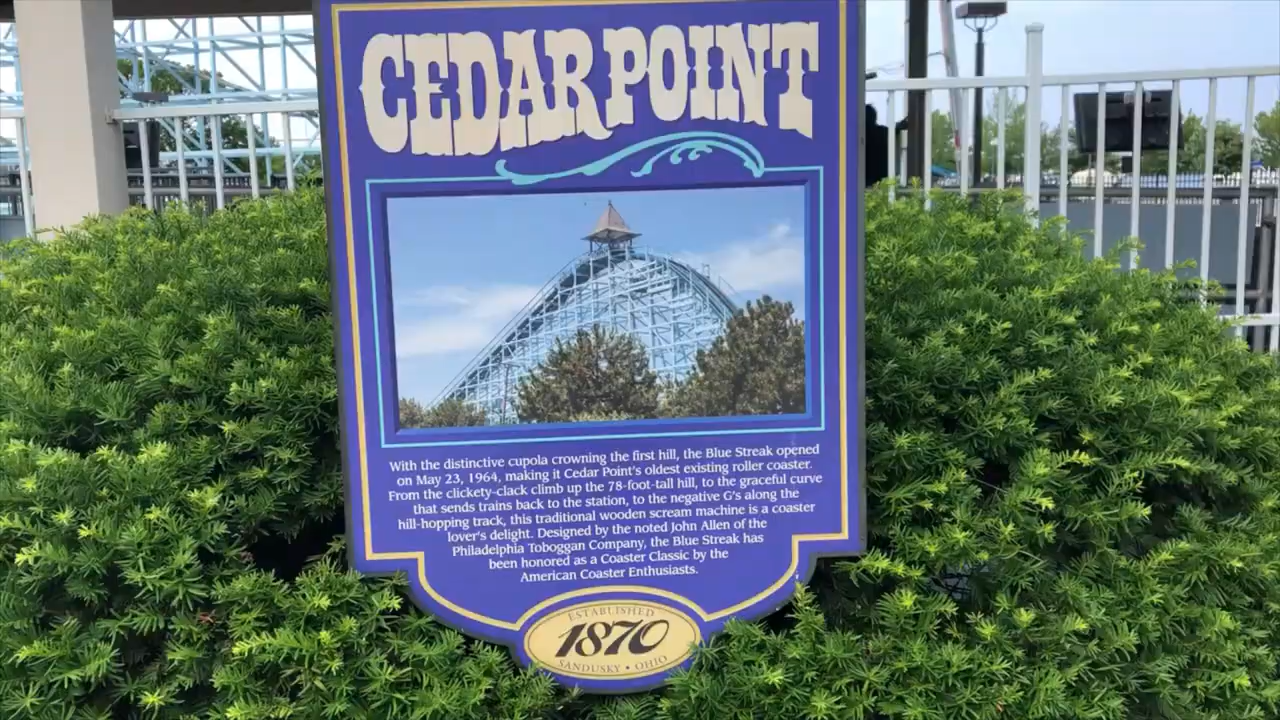 CEDAR POINT
With the distinctive cupola crowning the first hill, the Blue Streak opened
on May 23, 1964, making it Cedar Point's oldest existing roller coaster.
From the clickety-clack climb up the 78-foot-tall hill, to the graceful curve
that sends trains back to the station, to the negative G's along the
hill-hopping track, this traditional wooden scream machine is a coaster
lover's delight. Designed by the noted John Allen of the
Philadelphia Toboggan Company, the Blue Streak has
been honored as a Coaster Classic by the
American Coaster Enthusiasts.
ESTABLISHED
1870
SANDUSKY • OHIO